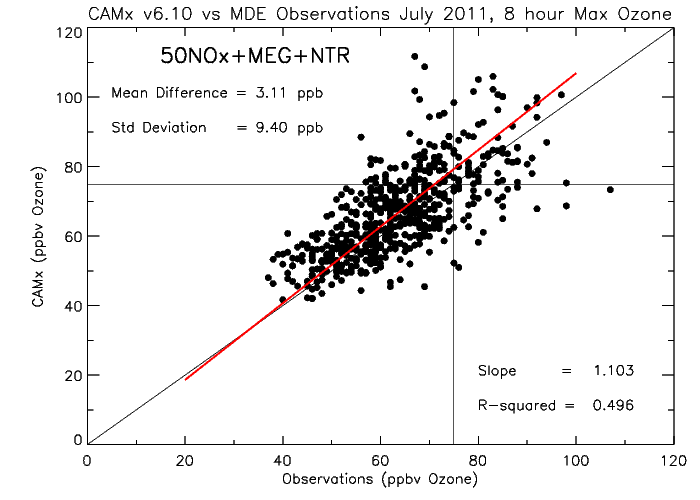 CAMx v6.10 vs MDE Observations July 2011, 8 hour Max Ozone
50NOx+MEG+NTR
Mean Difference = 3.11 ppb
Std Deviation = 9.40 ppb
Slope = 1.103
R-squared = 0.496
CAMx (ppbv Ozone)
120
100
80
60
40
20
0
0 20 40 60 80 100 120
Observations (ppbv Ozone)